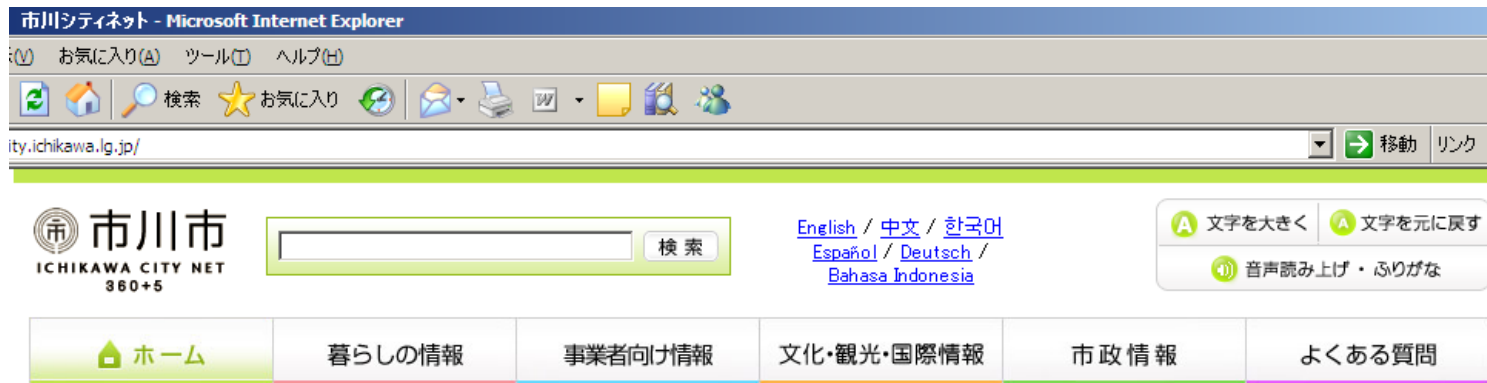 市川シティネット - Microsoft Internet Explorer
(V) お気に入り(A) ツール(T) ヘルプ(H)
検索 お気に入り
ity.ichikawa.lg.jp/ 移動 リンク
市川市
ICHIKAWA CITY NET
360+5
検索
English / 中文 / 한국어
Español / Deutsch /
Bahasa Indonesia
A 文字を大きく A 文字を元に戻す
音声読み上げ・ふりがな
ホーム 暮らしの情報 事業者向け情報 文化・観光・国際情報 市政情報 よくある質問